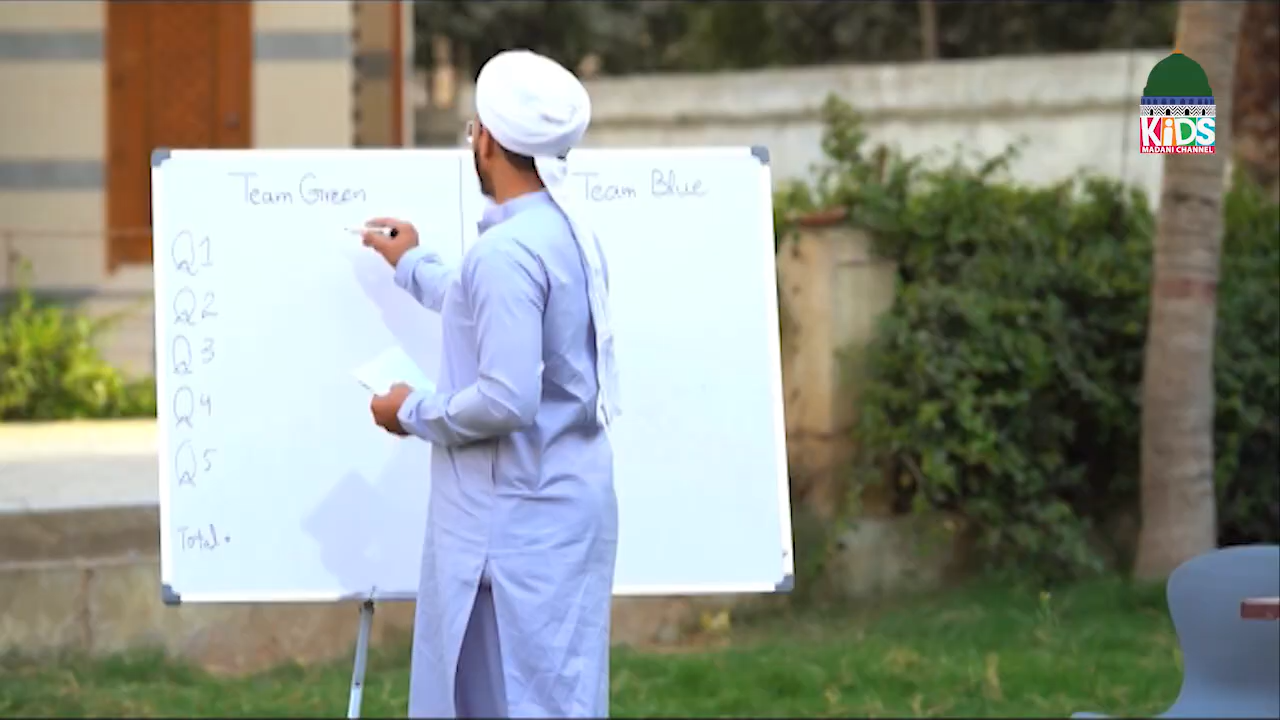 KiDS
MADANI CHANNEL
Team Green
Team Blue
Q1
Q2
Q3
Q4
Q5
Total.